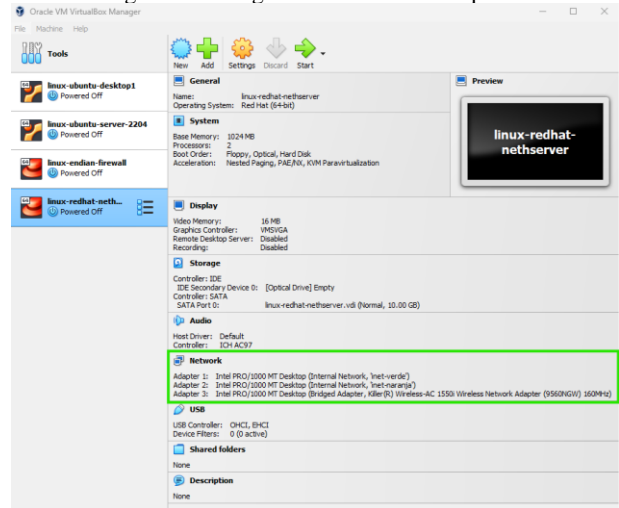 Oracle VM VirtualBox Manager
File Machine Help
Tools
New Add Settings Discard Start
linux-ubuntu-desktop1
Powered Off
linux-ubuntu-server-2204
Powered Off
linux-endian-firewall
Powered Off
linux-redhat-neth...
Powered Off
General
Name: linux-redhat-nethserver
Operating System: Red Hat (64-bit)
Preview
linux-redhat-
nethserver
System
Base Memory: 1024 MB
Processors: 2
Boot Order: Floppy, Optical, Hard Disk
Acceleration: Nested Paging, PAE/NX, KVM Paravirtualization
Display
Video Memory: 16 MB
Graphics Controller: VMSVGA
Remote Desktop Server: Disabled
Recording: Disabled
Storage
Controller: IDE
IDE Secondary Device 0: [Optical Drive] Empty
Controller: SATA
SATA Port 0: linux-redhat-nethserver.vdi (Normal, 10.00 GB)
Audio
Host Driver: Default
Controller: ICH AC97
Network
Adapter 1: Intel PRO/1000 MT Desktop (Internal Network, 'inet-verde')
Adapter 2: Intel PRO/1000 MT Desktop (Internal Network, 'inet-naranja')
Adapter 3: Intel PRO/1000 MT Desktop (Bridged Adapter, Killer(R) Wireless-AC 1550i Wireless Network Adapter (9560NGW) 160MHz)
USB
USB Controller: OHCI, EHCI
Device Filters: 0 (0 active)
Shared folders
None
Description
None